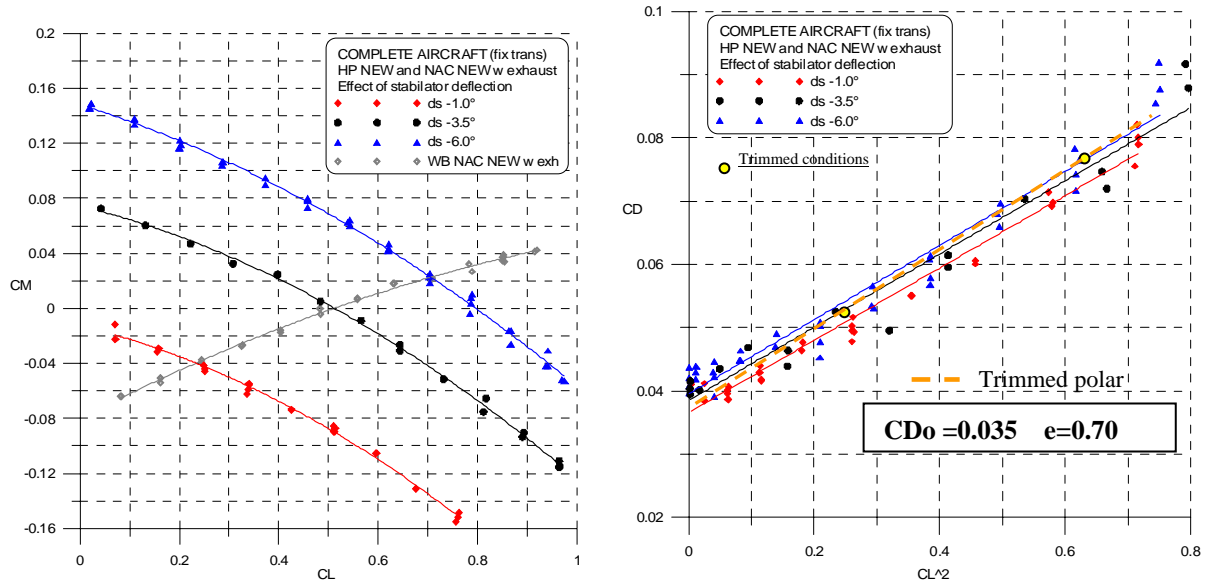 0.2
0.16
0.12
0.08
0.04
0
-0.04
-0.08
-0.12
-0.16
CM
0
0.2
0.4
0.6
0.8
1
CL
COMPLETE AIRCRAFT (fix trans)
HP NEW and NAC NEW w exhaust
Effect of stabilator deflection
ds -1.0°
ds -3.5°
ds -6.0°
WB NAC NEW w exh
0.1
0.08
0.06
0.04
0.02
CD
0
0.2
0.4
0.6
0.8
CL^2
COMPLETE AIRCRAFT (fix trans)
HP NEW and NAC NEW w exhaust
Effect of stabilator deflection
ds -1.0°
ds -3.5°
ds -6.0°
Trimmed conditions
Trimmed polar
CDo =0.035 e=0.70